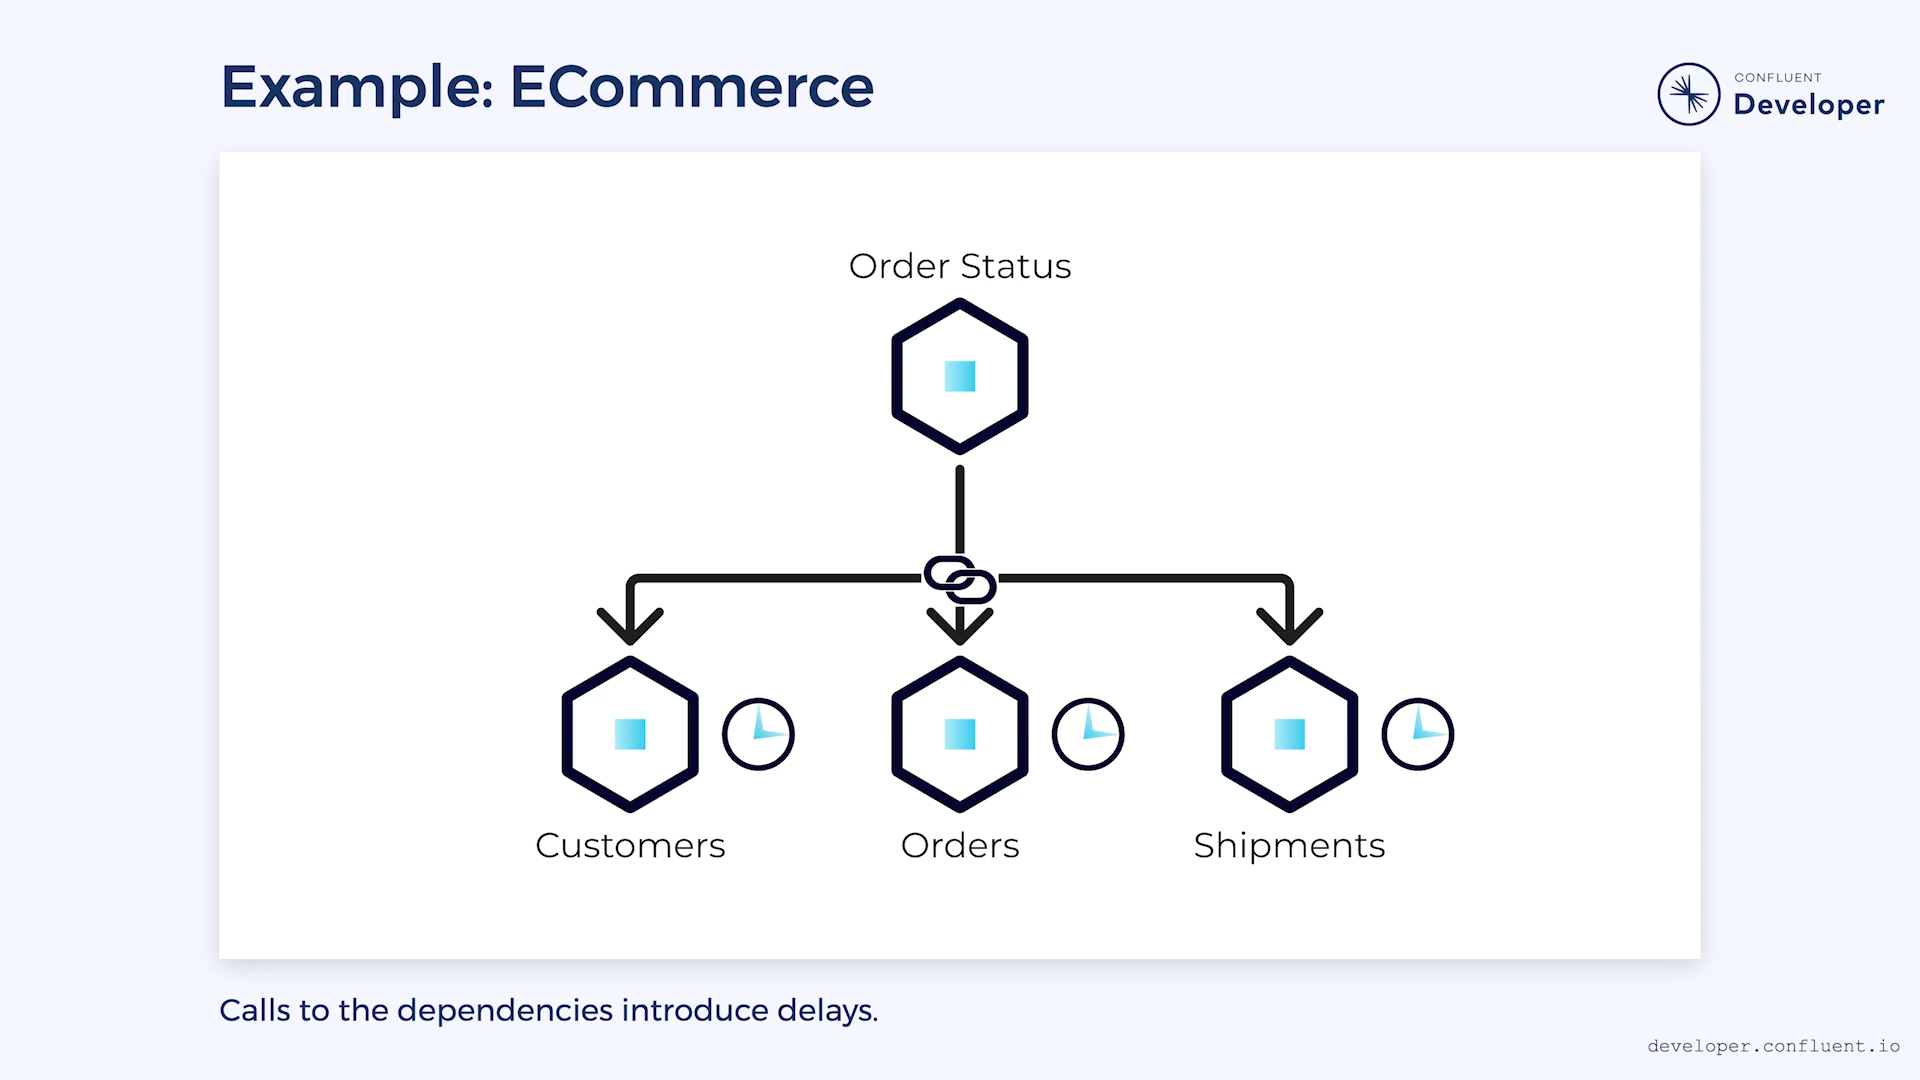 Example: ECommerce
CONFLUENT
Developer
Order Status
Customers
Orders
Shipments
Calls to the dependencies introduce delays.
developer.confluent.io